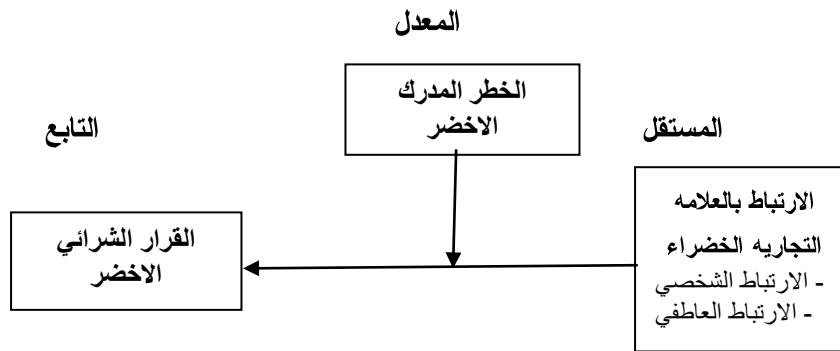 المعدل
الخطر المدرك
الاخضر
المستقل
التابع
الارتباط بالعلامه
التجاريه الخضراء
- الارتباط الشخصي
- الارتباط العاطفي
القرار الشرائي
الاخضر